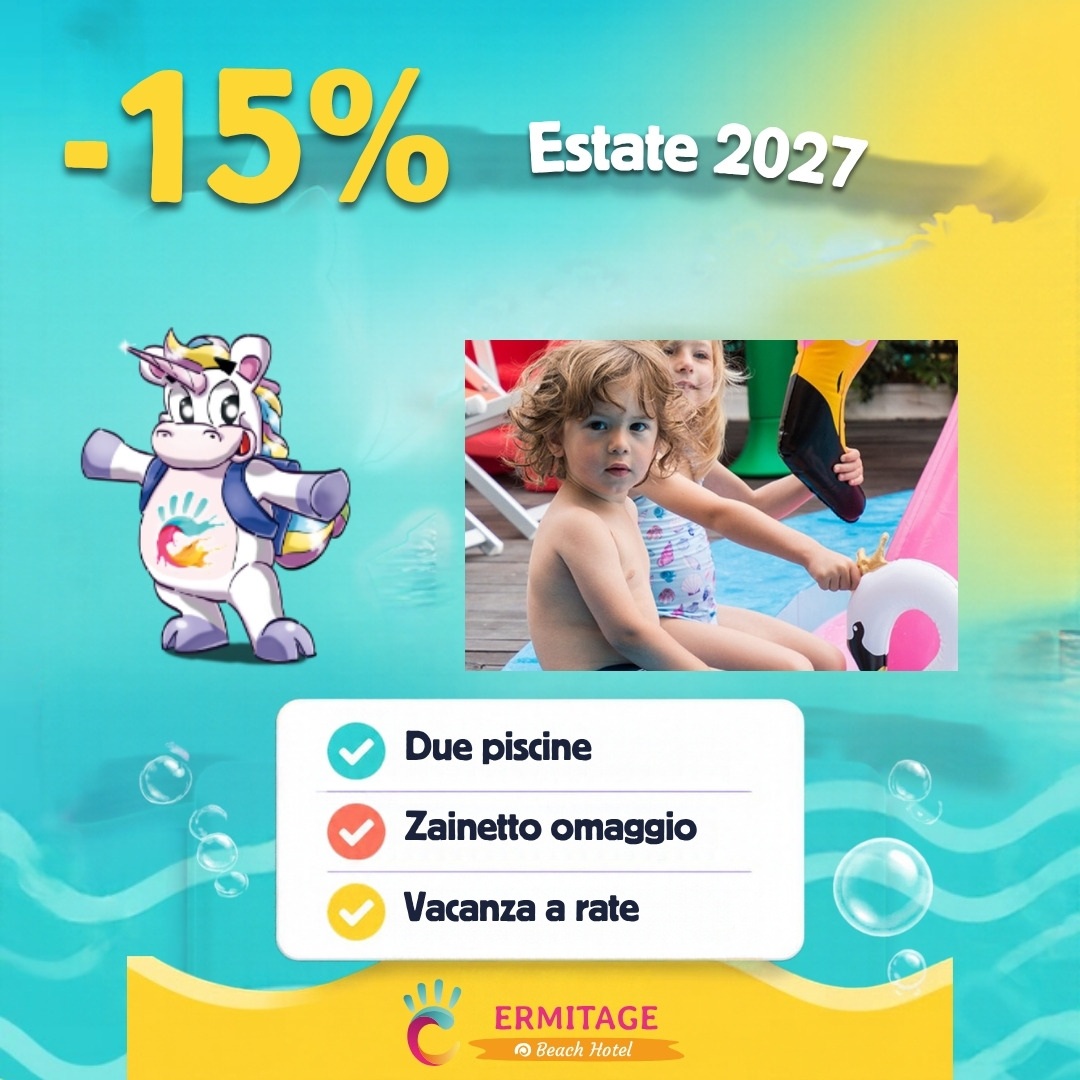 -15%
Estate 2027
Due piscine
Zainetto omaggio
Vacanza a rate
ERMITAGE
Beach Hotel